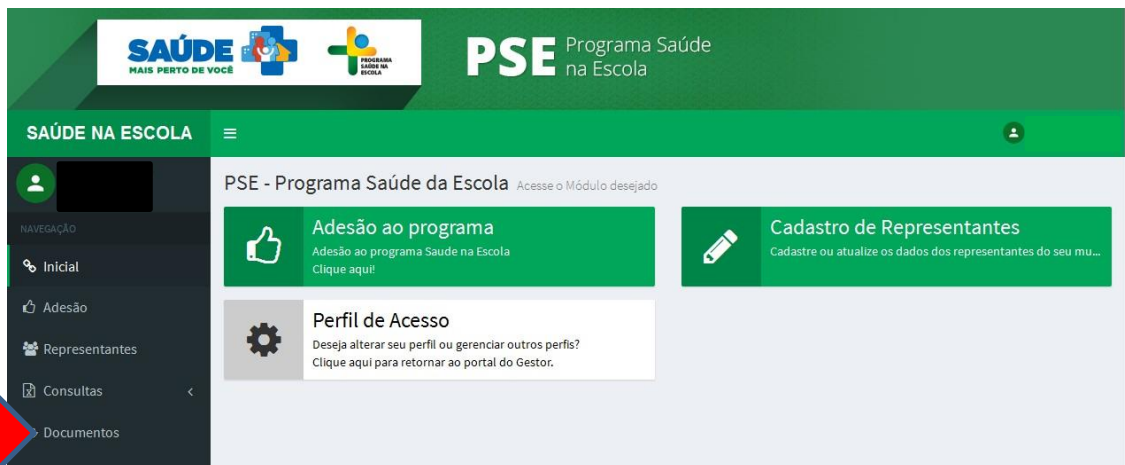 SAÚDE
MAIS PERTO DE VOCÊ
PROGRAMA
SAÚDE NA
ESCOLA
PSE Programa Saúde
na Escola
SAÚDE NA ESCOLA
PSE - Programa Saúde da Escola Acesse o Módulo desejado
NAVEGAÇÃO
Inicial
Adesão
Representantes
Consultas
Documentos
Adesão ao programa
Adesão ao programa Saude na Escola
Clique aqui!
Cadastro de Representantes
Cadastre ou atualize os dados dos representantes do seu mu...
Perfil de Acesso
Deseja alterar seu perfil ou gerenciar outros perfis?
Clique aqui para retornar ao portal do Gestor.